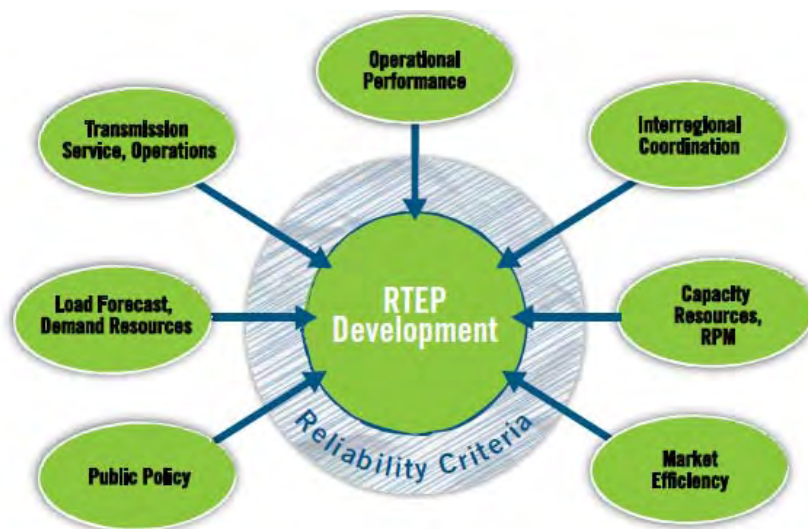 Operational
Performance
Transmission
Service, Operations
Interregional
Coordination
Load Forecast,
Demand Resources
RTEP
Development
Capacity
Resources,
RPM
Reliability Criteria
Public Policy
Market
Efficiency